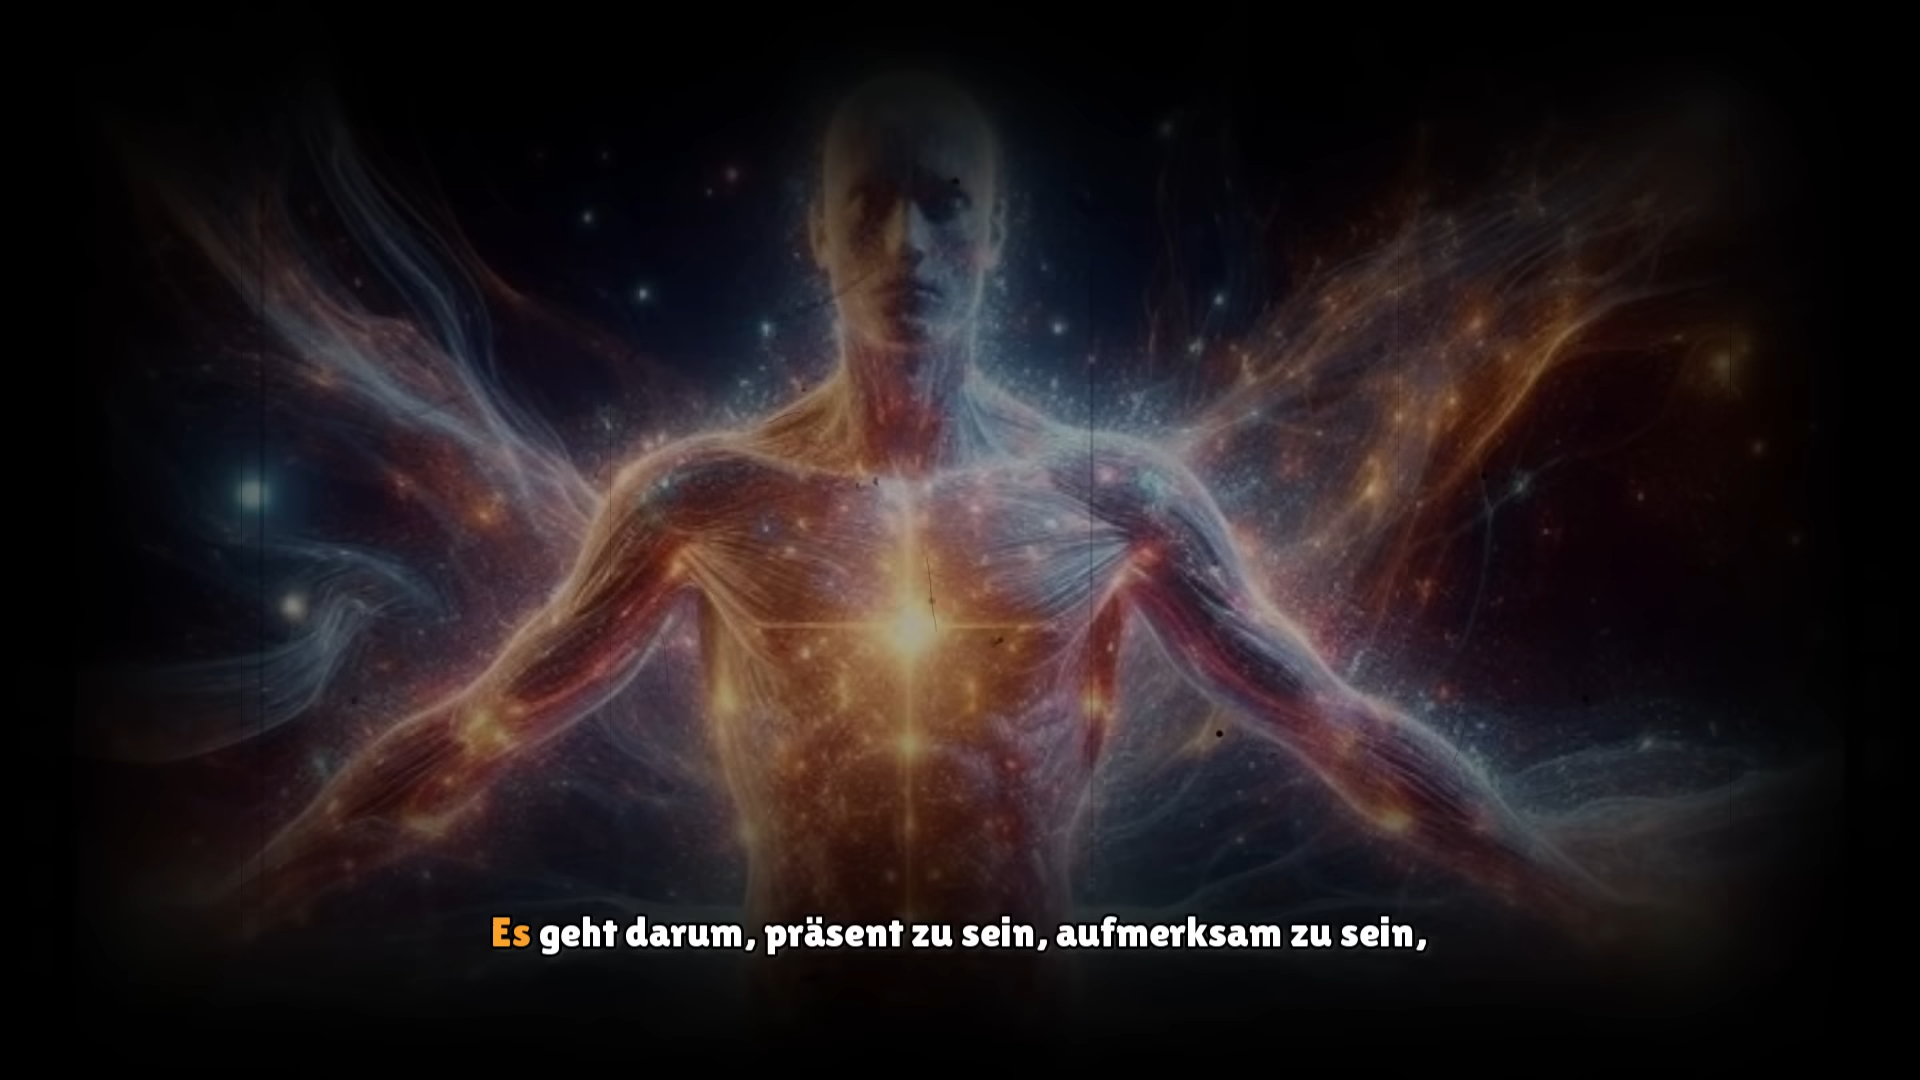 Es geht darum, präsent zu sein, aufmerksam zu sein,